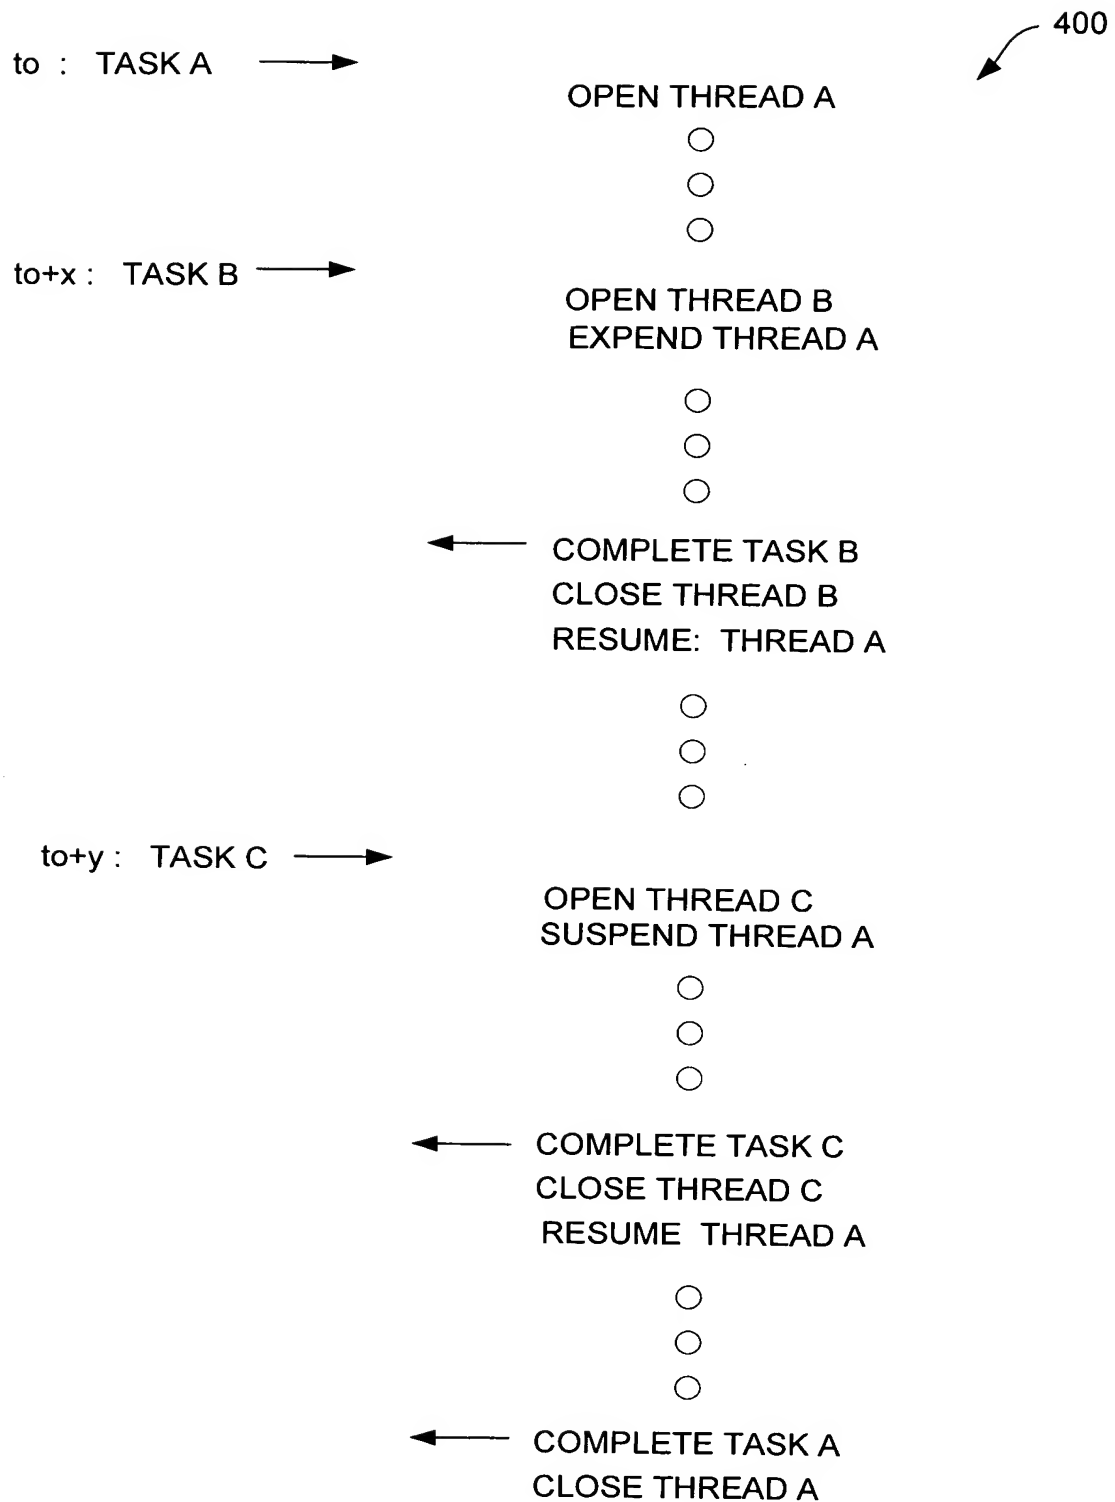 400
to : TASK A
OPEN THREAD A
to+x : TASK B
OPEN THREAD B
EXPEND THREAD A
COMPLETE TASK B
CLOSE THREAD B
RESUME: THREAD A
to+y : TASK C
OPEN THREAD C
SUSPEND THREAD A
COMPLETE TASK C
CLOSE THREAD C
RESUME THREAD A
COMPLETE TASK A
CLOSE THREAD A